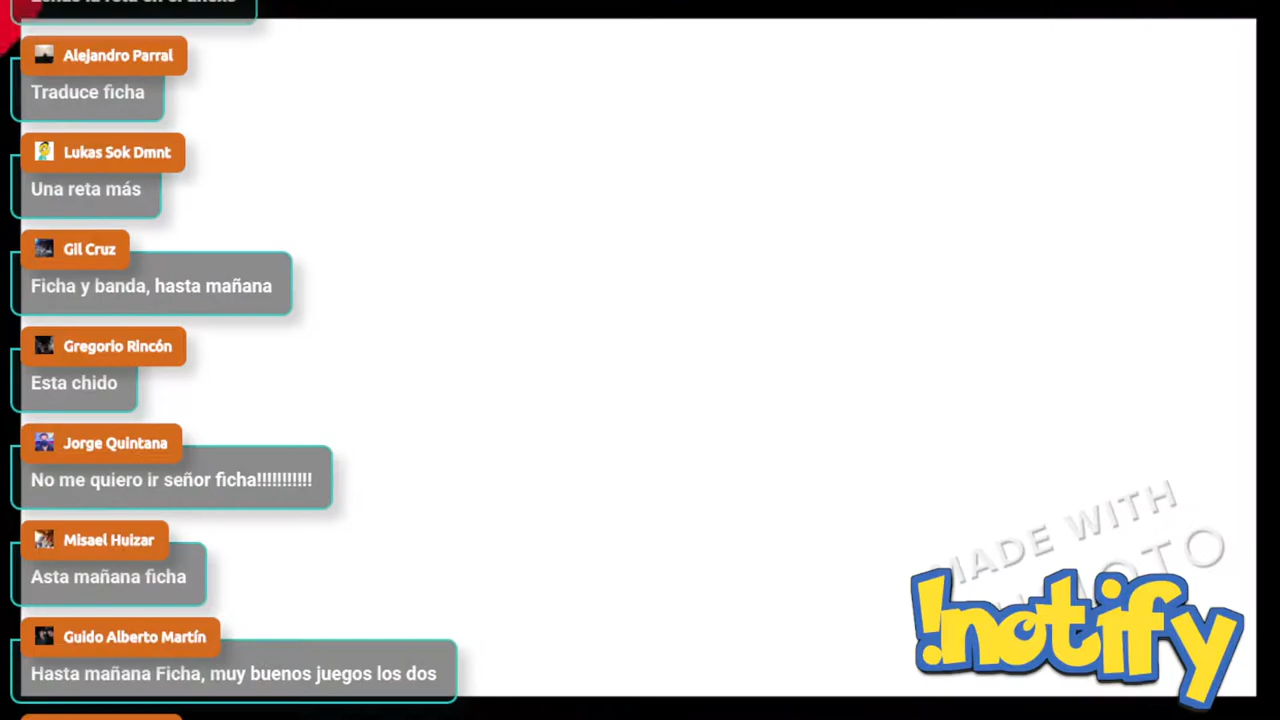 Alejandro Parral
Traduce ficha
Lukas Sok Dmnt
Una reta más
Gil Cruz
Ficha y banda, hasta mañana
Gregorio Rincón
Esta chido
Jorge Quintana
No me quiero ir señor ficha!!!!!!!!!!!
Misael Huizar
Asta mañana ficha
Guido Alberto Martín
Hasta mañana Ficha, muy buenos juegos los dos
MADE WITH
!notify